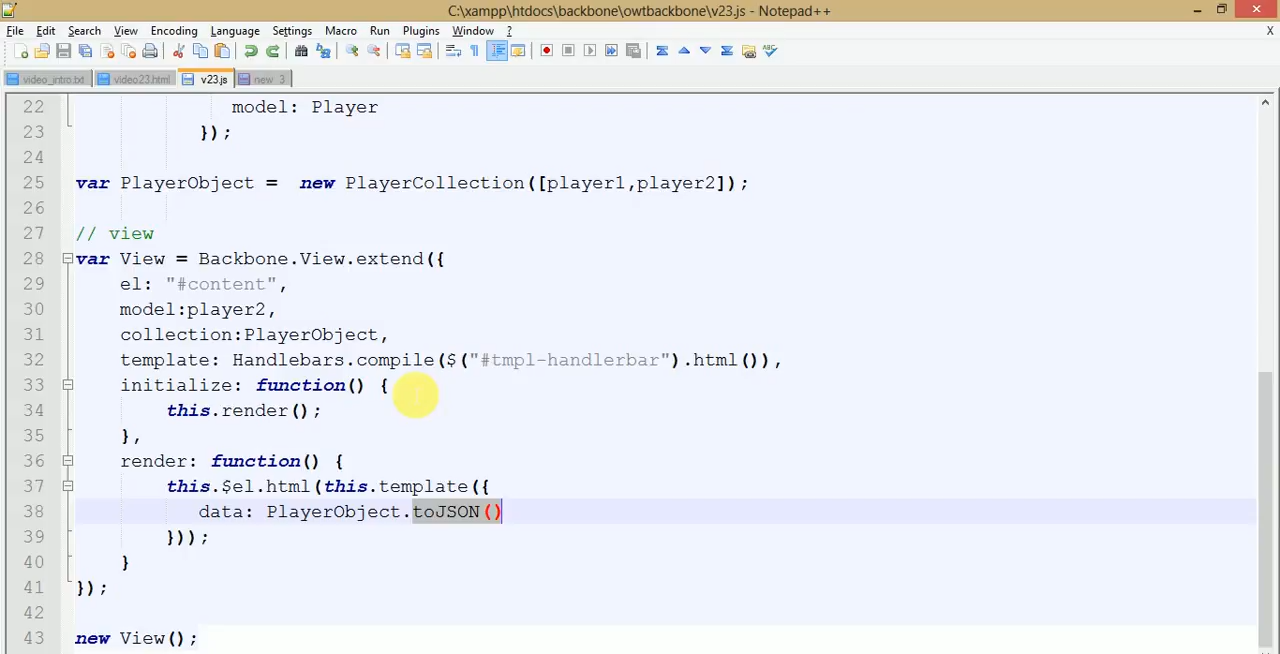 C:\xampp\htdocs\backbone\owtbackbone\v23.js - Notepad++
File Edit Search View Encoding Language Settings Macro Run Plugins Window ? X
video_intro.txt video23.html v23.js new 3
22 model: Player
23 });
24
25 var PlayerObject = new PlayerCollection([player1,player2]);
26
27 // view
28 var View = Backbone.View.extend({
29 el: "#content",
30 model:player2,
31 collection:PlayerObject,
32 template: Handlebars.compile($("#tmpl-handlerbar").html()),
33 initialize: function() {
34 this.render();
35 },
36 render: function() {
37 this.$el.html(this.template({
38 data: PlayerObject.toJSON()
39 }));
40 }
41 });
42
43 new View();